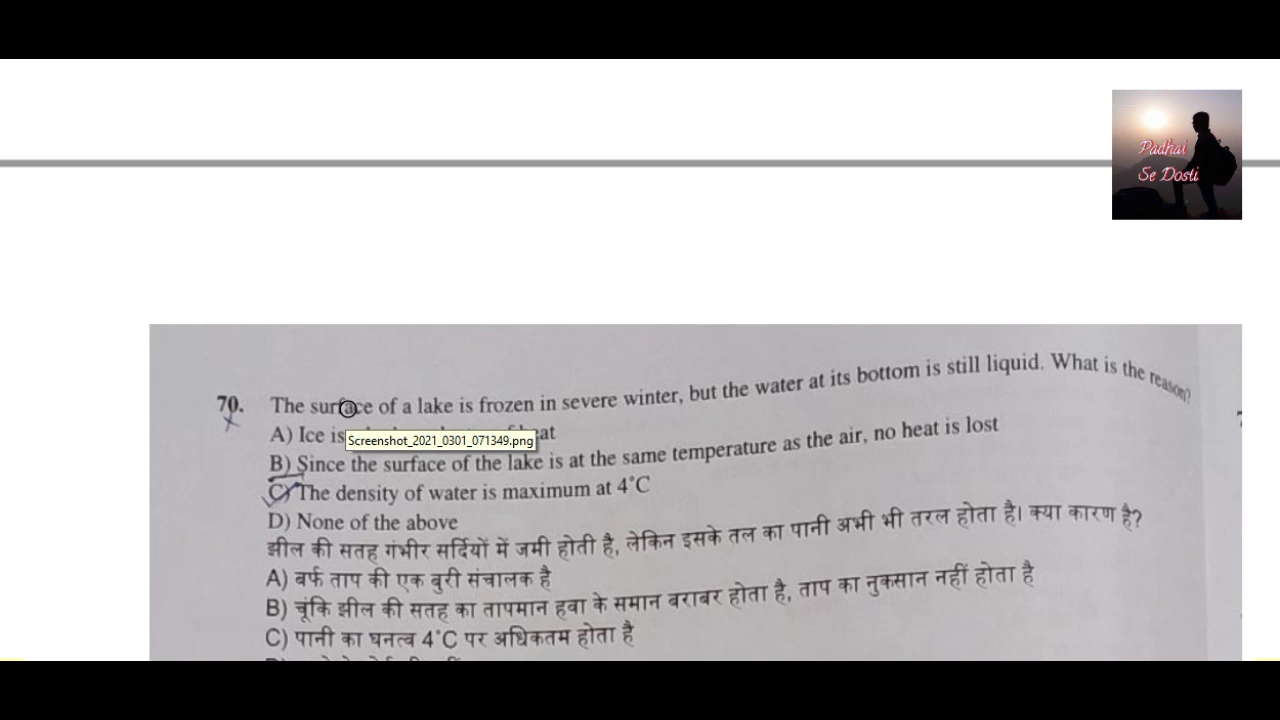 Padhai
Se Dosti
70. The surface of a lake is frozen in severe winter, but the water at its bottom is still liquid. What is the reason?
A) Ice is
Screenshot_2021_0301_071349.png
B) Since the surface of the lake is at the same temperature as the air, no heat is lost
C) The density of water is maximum at 4°C
D) None of the above
झील की सतह गंभीर सर्दियों में जमी होती है, लेकिन इसके तल का पानी अभी भी तरल होता है। क्या कारण है?
A) बर्फ ताप की एक बुरी संचालक है
B) चूंकि झील की सतह का तापमान हवा के समान बराबर होता है, ताप का नुकसान नहीं होता है
C) पानी का घनत्व 4°C पर अधिकतम होता है